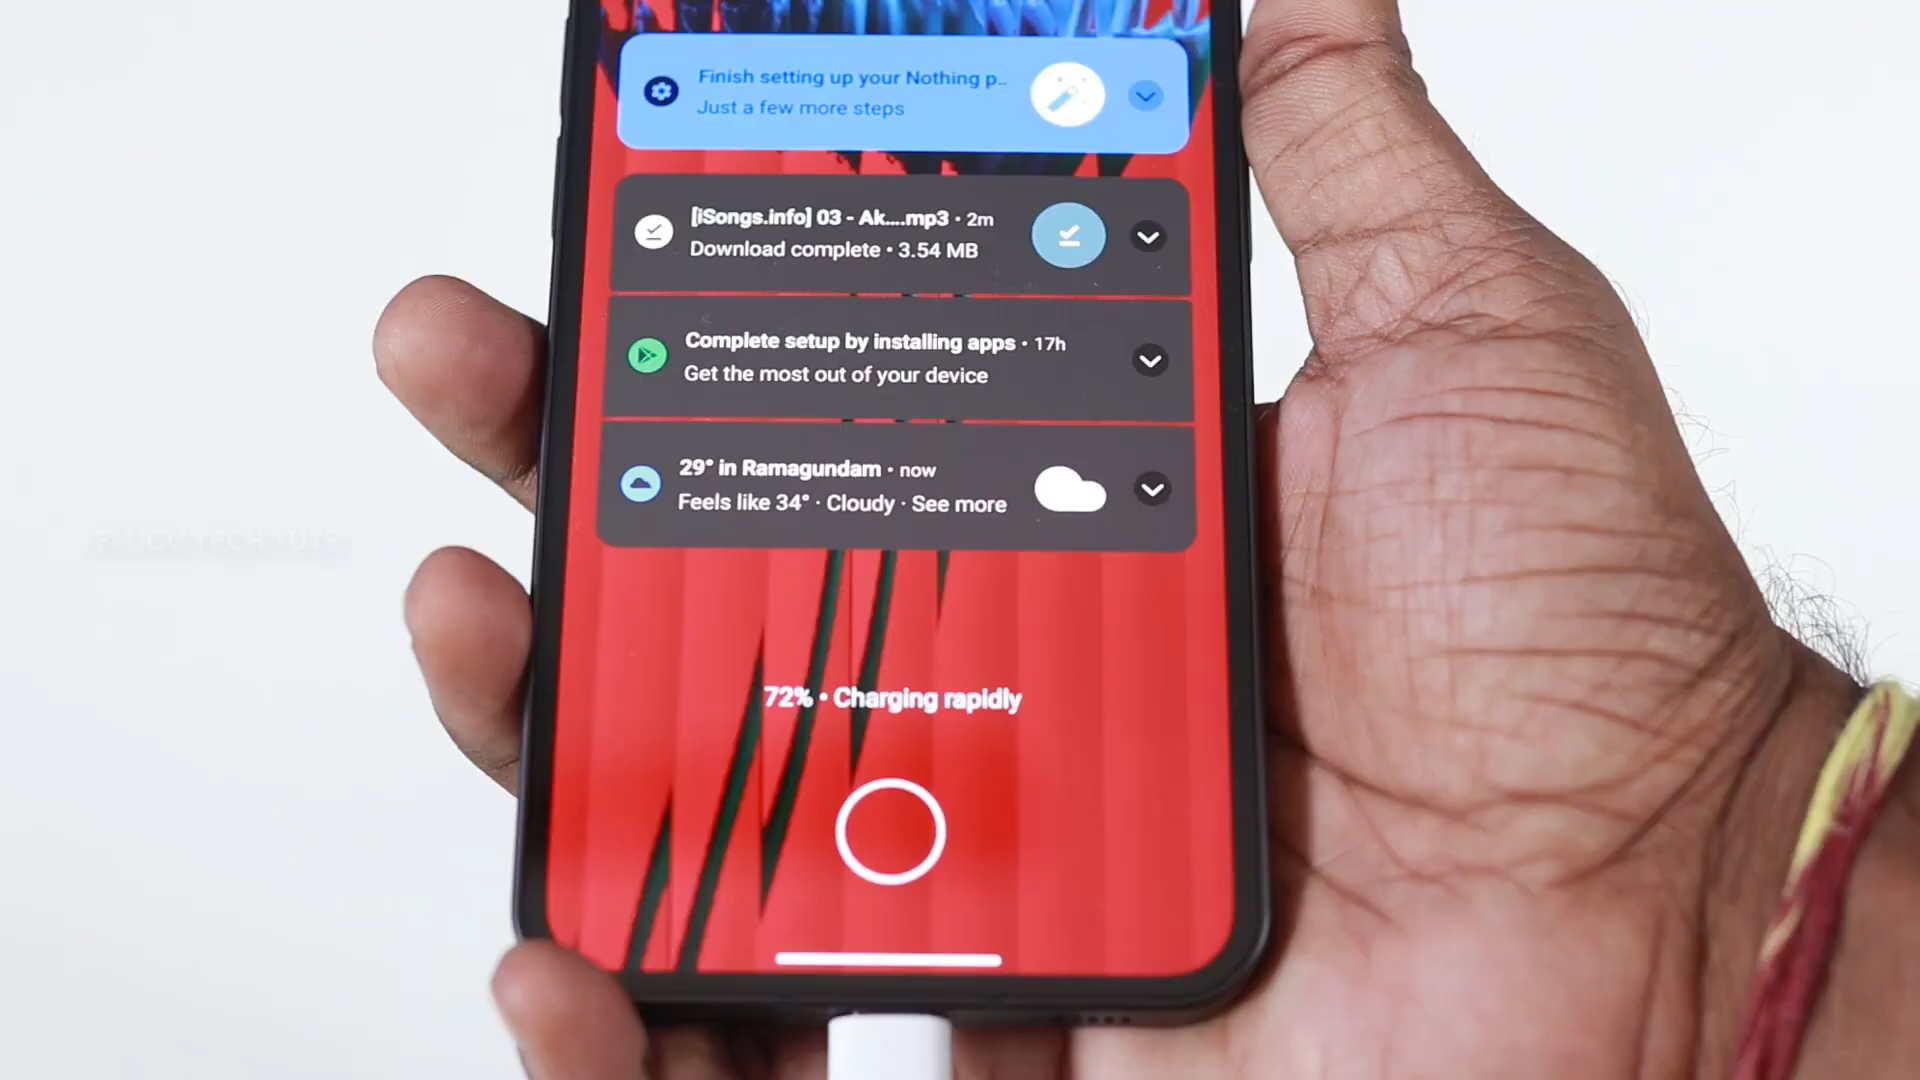 Finish setting up your Nothing p...
Just a few more steps
[iSongs.info] 03 - Ak....mp3 • 2m
Download complete • 3.54 MB
Complete setup by installing apps • 17h
Get the most out of your device
29° in Ramagundam • now
Feels like 34° · Cloudy · See more
72% • Charging rapidly